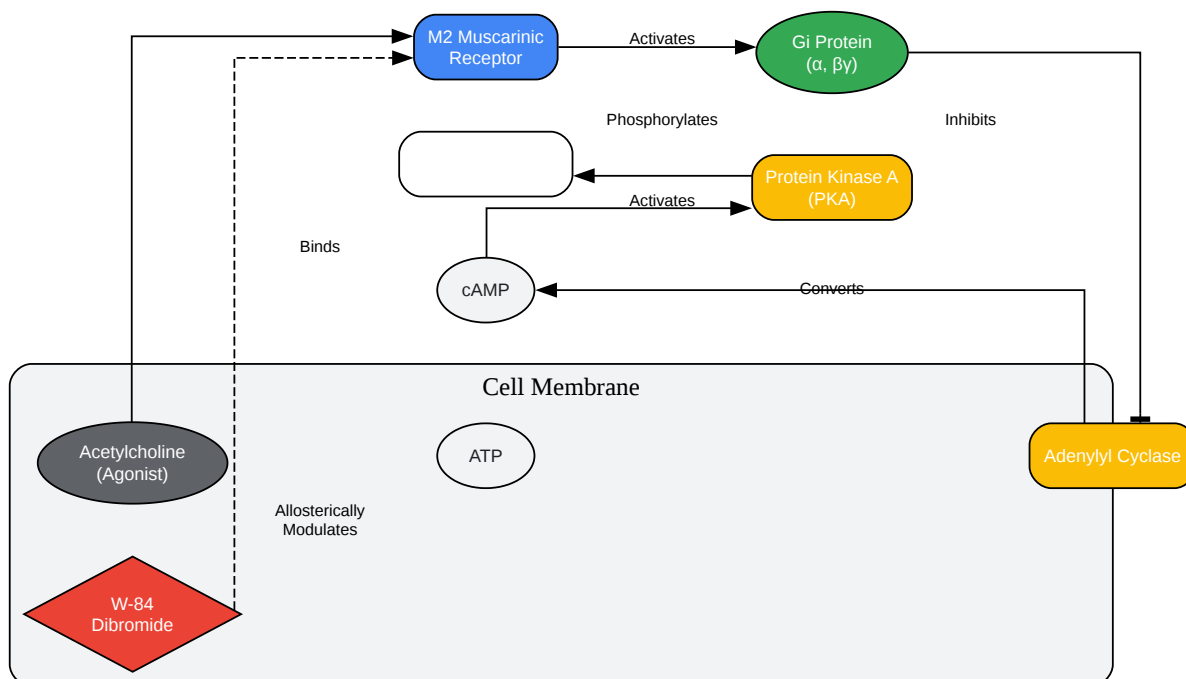 M2 Muscarinic
Receptor
Activates
Gi Protein
(α, βγ)
Phosphorylates
Inhibits
Protein Kinase A
(PKA)
Activates
Binds
cAMP
Converts
Cell Membrane
Acetylcholine
(Agonist)
ATP
Adenylyl Cyclase
Allosterically
Modulates
W-84
Dibromide